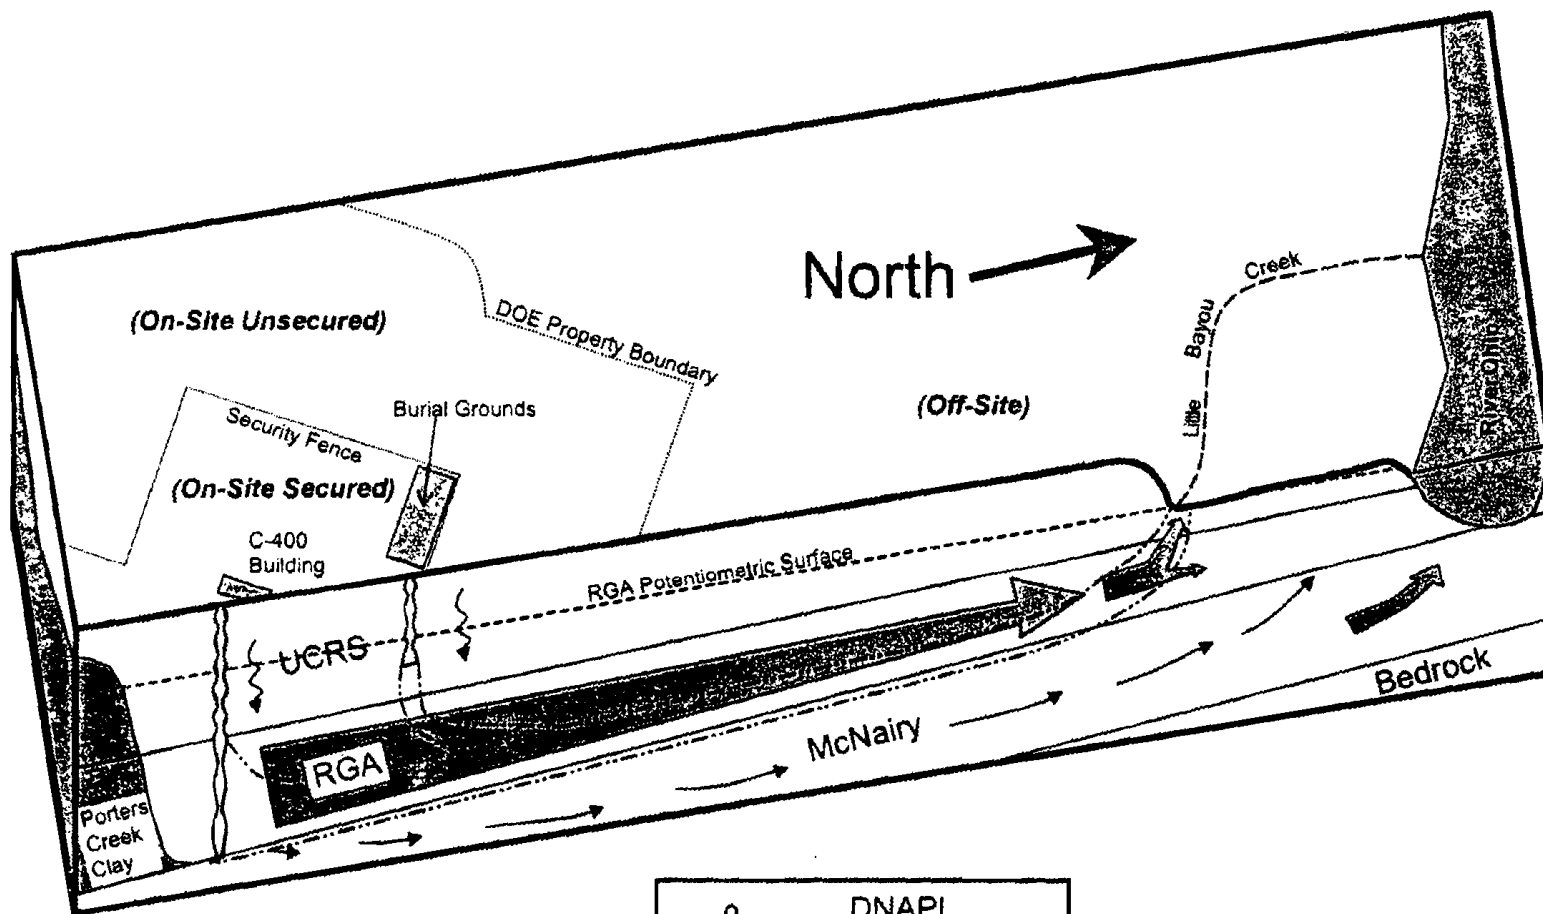 North
Little Bayou Creek
River Ohio
(On-Site Unsecured)
DOE Property Boundary
(Off-Site)
Burial Grounds
Security Fence
(On-Site Secured)
C-400
Building
RGA Potentiometric Surface
UCRS
RGA
McNairy
Bedrock
Porters
Creek
Clay
DNAPL